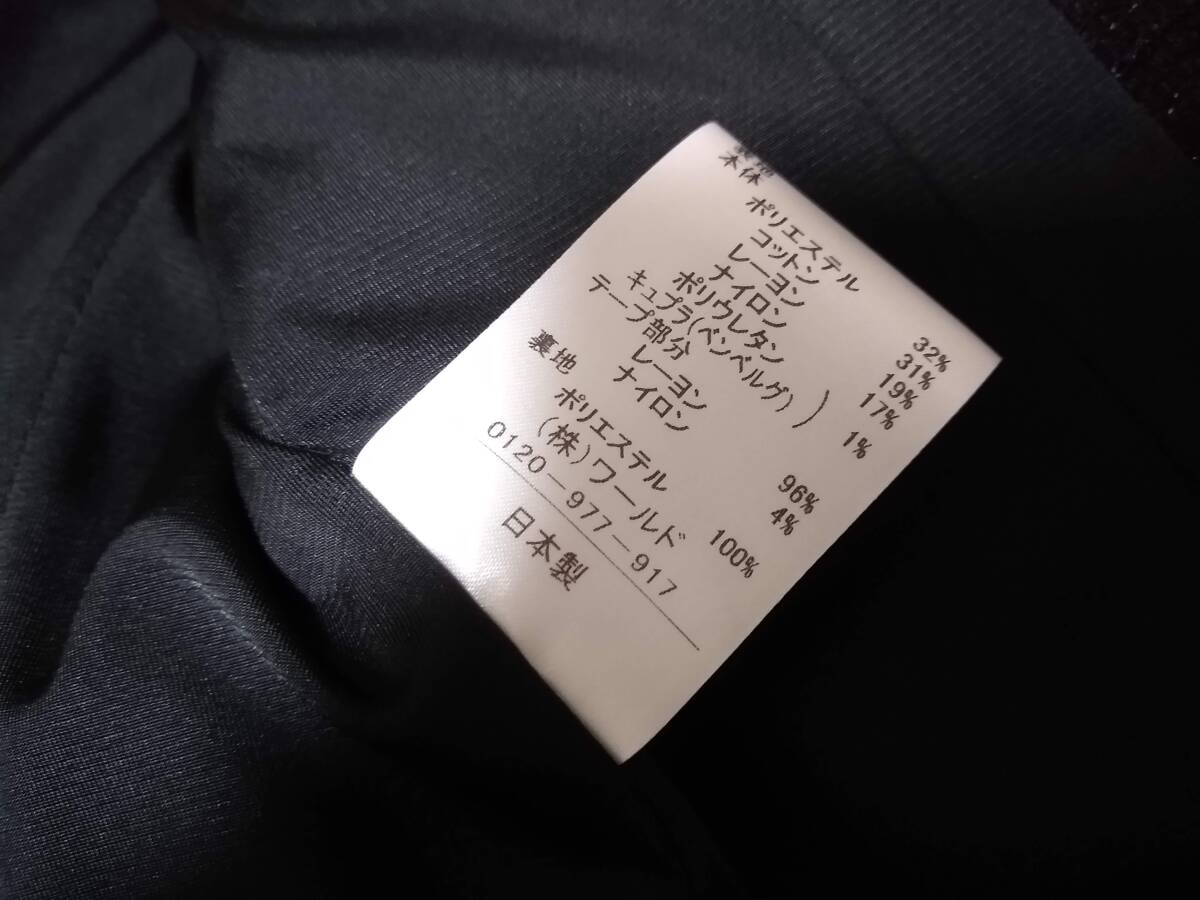 表地
本体
ポリエステル 32%
コットン 31%
レーヨン 19%
ナイロン 17%
ポリウレタン 1%
キュプラ(ベンベルグ) )
テープ部分
レーヨン 96%
ナイロン 4%
裏地
ポリエステル 100%
(株)ワールド
0120-977-917
日本製